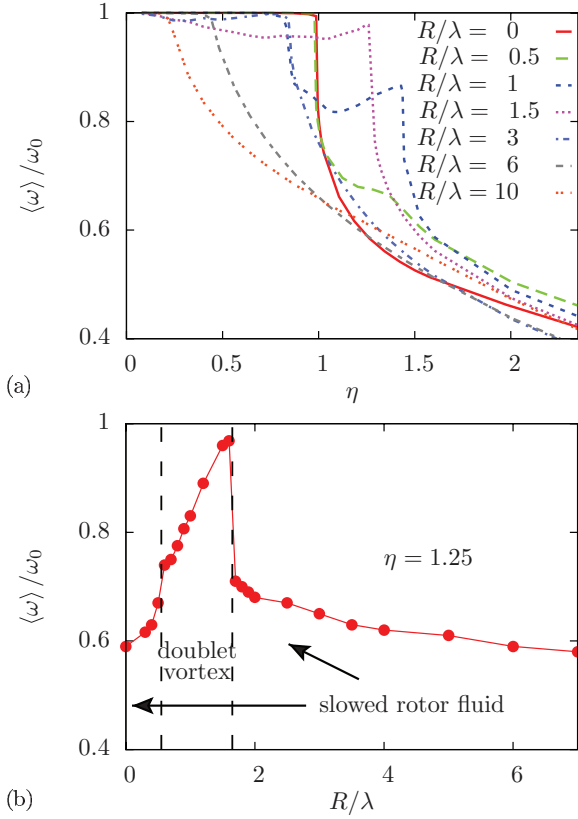 1
R/λ = 0
R/λ = 0.5
R/λ = 1
R/λ = 1.5
R/λ = 3
R/λ = 6
R/λ = 10
0.8
0.6
0.4
⟨ω⟩/ω₀
0.5
1
1.5
2
(a)
η
1
0.8
0.6
0.4
⟨ω⟩/ω₀
η = 1.25
doublet
vortex
slowed rotor fluid
0
2
4
6
(b)
R/λ